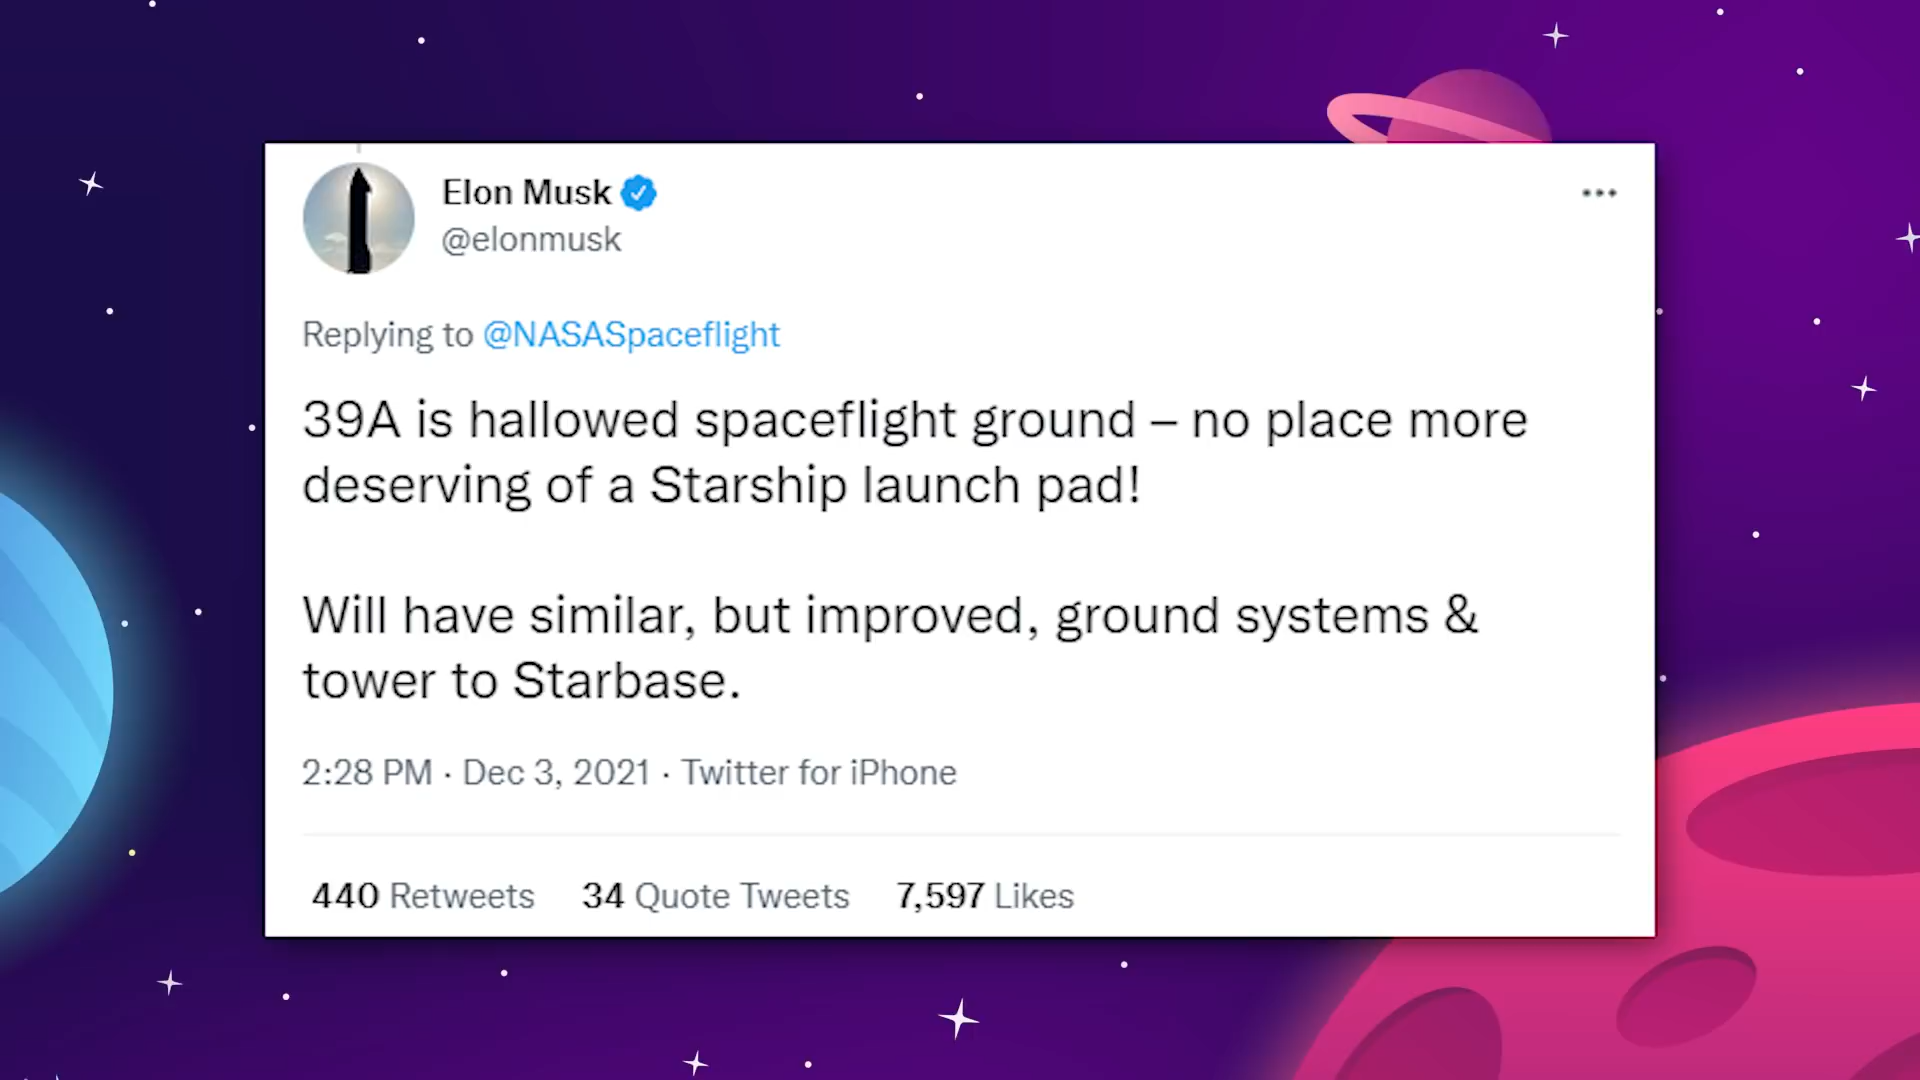 Elon Musk
@elonmusk
Replying to @NASASpaceflight
39A is hallowed spaceflight ground – no place more
deserving of a Starship launch pad!
Will have similar, but improved, ground systems &
tower to Starbase.
2:28 PM · Dec 3, 2021 · Twitter for iPhone
440 Retweets 34 Quote Tweets 7,597 Likes